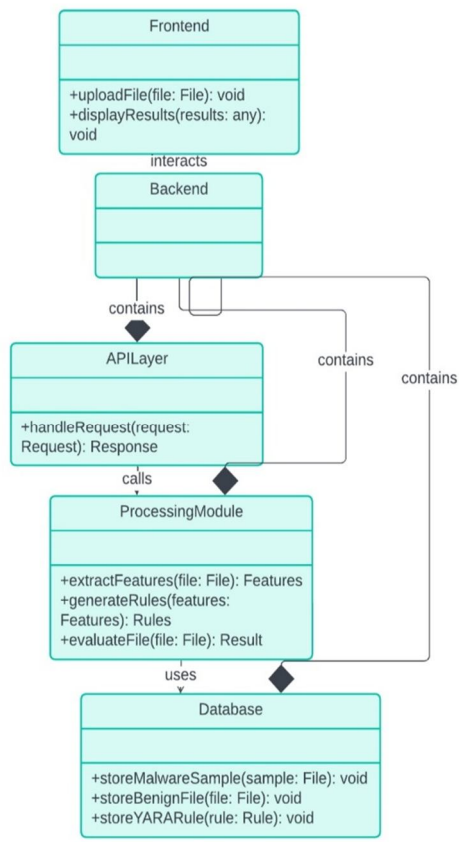 Frontend
+uploadFile(file: File): void
+displayResults(results: any):
void
interacts
Backend
contains
contains
contains
APILayer
+handleRequest(request:
Request): Response
calls
ProcessingModule
+extractFeatures(file: File): Features
+generateRules(features:
Features): Rules
+evaluateFile(file: File): Result
uses
Database
+storeMalwareSample(sample: File): void
+storeBenignFile(file: File): void
+storeYARARule(rule: Rule): void